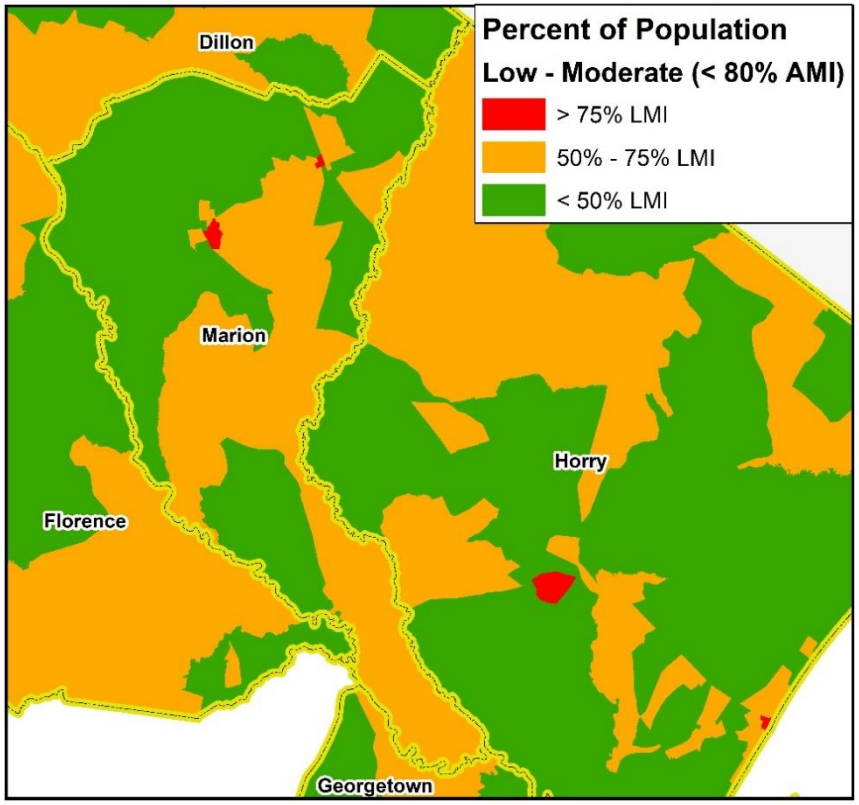 Percent of Population
Low - Moderate (< 80% AMI)
> 75% LMI
50% - 75% LMI
< 50% LMI
Dillon
Marion
Horry
Florence
Georgetown